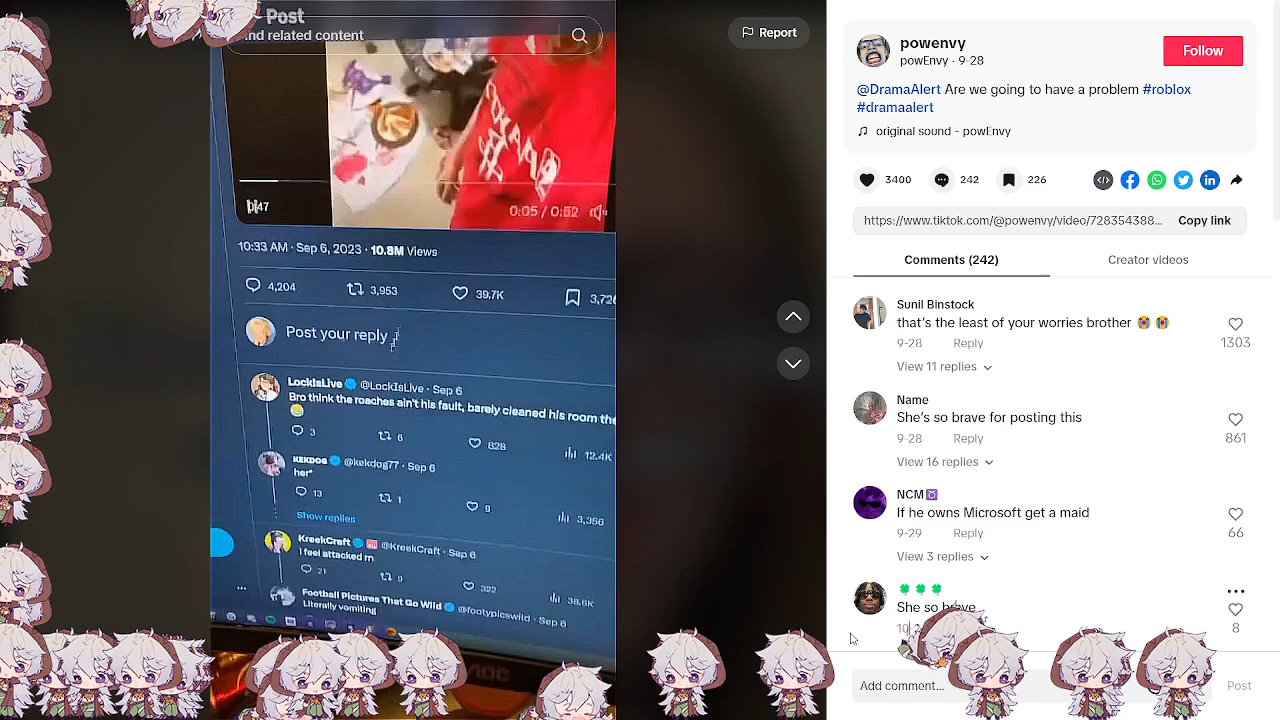 Post
nd related content
Report
0:47
0:05 / 0:52
10:33 AM · Sep 6, 2023 · 10.8M Views
4,204
3,953
39.7K
3,726
Post your reply
LockIsLive @LockIsLive · Sep 6
Bro think the roaches ain't his fault, barely cleaned his room the
3
6
828
12.4K
KEKDOG @kekdog77 · Sep 6
her*
13
1
9
3,356
Show replies
KreekCraft @KreekCraft · Sep 6
I feel attacked rn
21
9
322
38.6K
Football Pictures That Go Wild @footypicswild · Sep 6
Literally vomiting
AOC
powenvy
powEnvy · 9-28
Follow
@DramaAlert Are we going to have a problem #roblox
#dramaalert
original sound - powEnvy
3400
242
226
https://www.tiktok.com/@powenvy/video/728354388...
Copy link
Comments (242)
Creator videos
Sunil Binstock
that's the least of your worries brother 😭 😭
1303
9-28 Reply
View 11 replies
Name
She's so brave for posting this
861
9-28 Reply
View 16 replies
NCM♉
If he owns Microsoft get a maid
66
9-29 Reply
View 3 replies
🍀 🍀 🍀
She so brave
8
Add comment...
Post